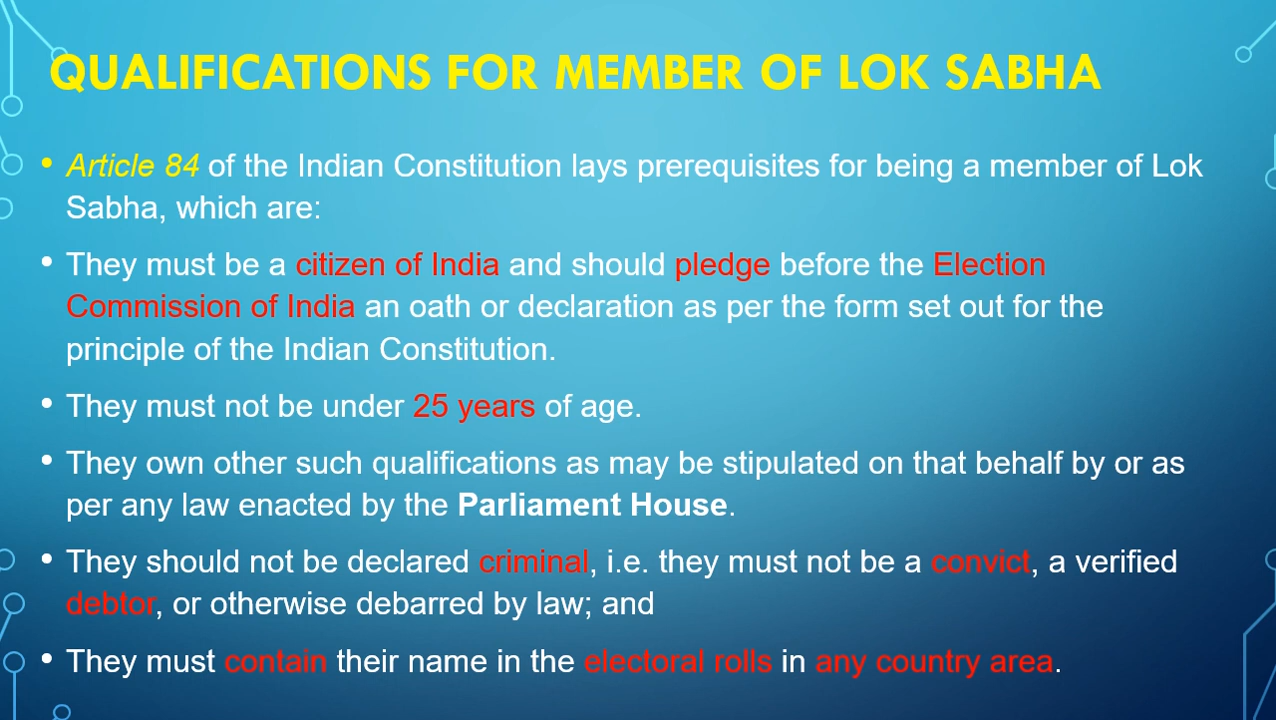 QUALIFICATIONS FOR MEMBER OF LOK SABHA
• Article 84 of the Indian Constitution lays prerequisites for being a member of Lok
Sabha, which are:
• They must be a citizen of India and should pledge before the Election
Commission of India an oath or declaration as per the form set out for the
principle of the Indian Constitution.
• They must not be under 25 years of age.
• They own other such qualifications as may be stipulated on that behalf by or as
per any law enacted by the Parliament House.
• They should not be declared criminal, i.e. they must not be a convict, a verified
debtor, or otherwise debarred by law; and
• They must contain their name in the electoral rolls in any country area.